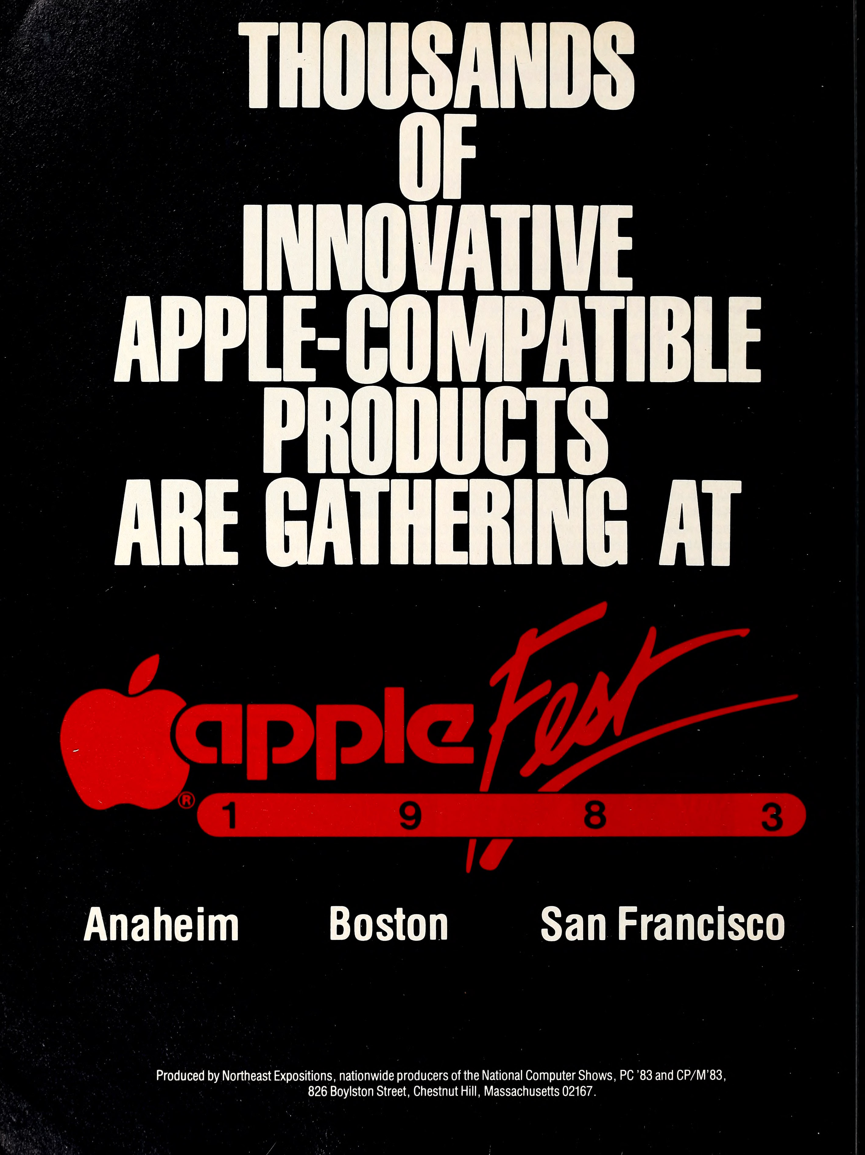 THOUSANDS
OF
INNOVATIVE
APPLE-COMPATIBLE
PRODUCTS
ARE GATHERING AT
apple Fest
®
1 9 8 3
Anaheim Boston San Francisco
Produced by Northeast Expositions, nationwide producers of the National Computer Shows, PC '83 and CP/M'83,
826 Boylston Street, Chestnut Hill, Massachusetts 02167.